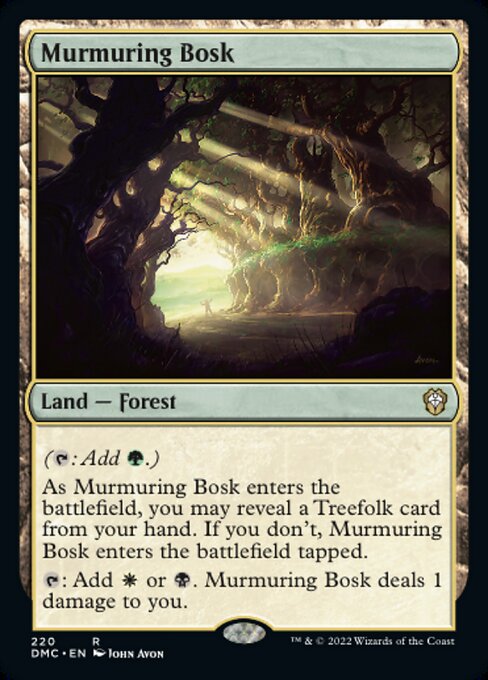 Murmuring Bosk
Avon
Land — Forest
(: Add .)
As Murmuring Bosk enters the
battlefield, you may reveal a Treefolk card
from your hand. If you don't, Murmuring
Bosk enters the battlefield tapped.
: Add or . Murmuring Bosk deals 1
damage to you.
220 R
DMC • EN John Avon
™ & © 2022 Wizards of the Coast